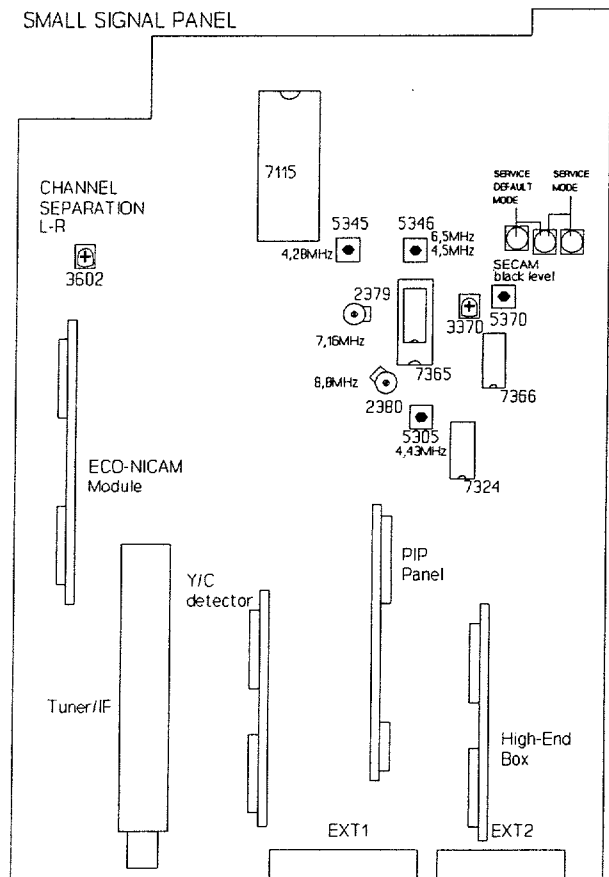 SMALL SIGNAL PANEL
7115
SERVICE
DEFAULT
MODE
SERVICE
MODE
CHANNEL
SEPARATION
L-R
3602
5345
4,28MHz
5346
6,5MHz
4,5MHz
SECAM
black level
5370
2379
7,16MHz
3370
7365
7366
8,8MHz
2380
5305
4,43MHz
7324
ECO-NICAM
Module
Y/C
detector
PIP
Panel
Tuner/IF
High-End
Box
EXT1
EXT2